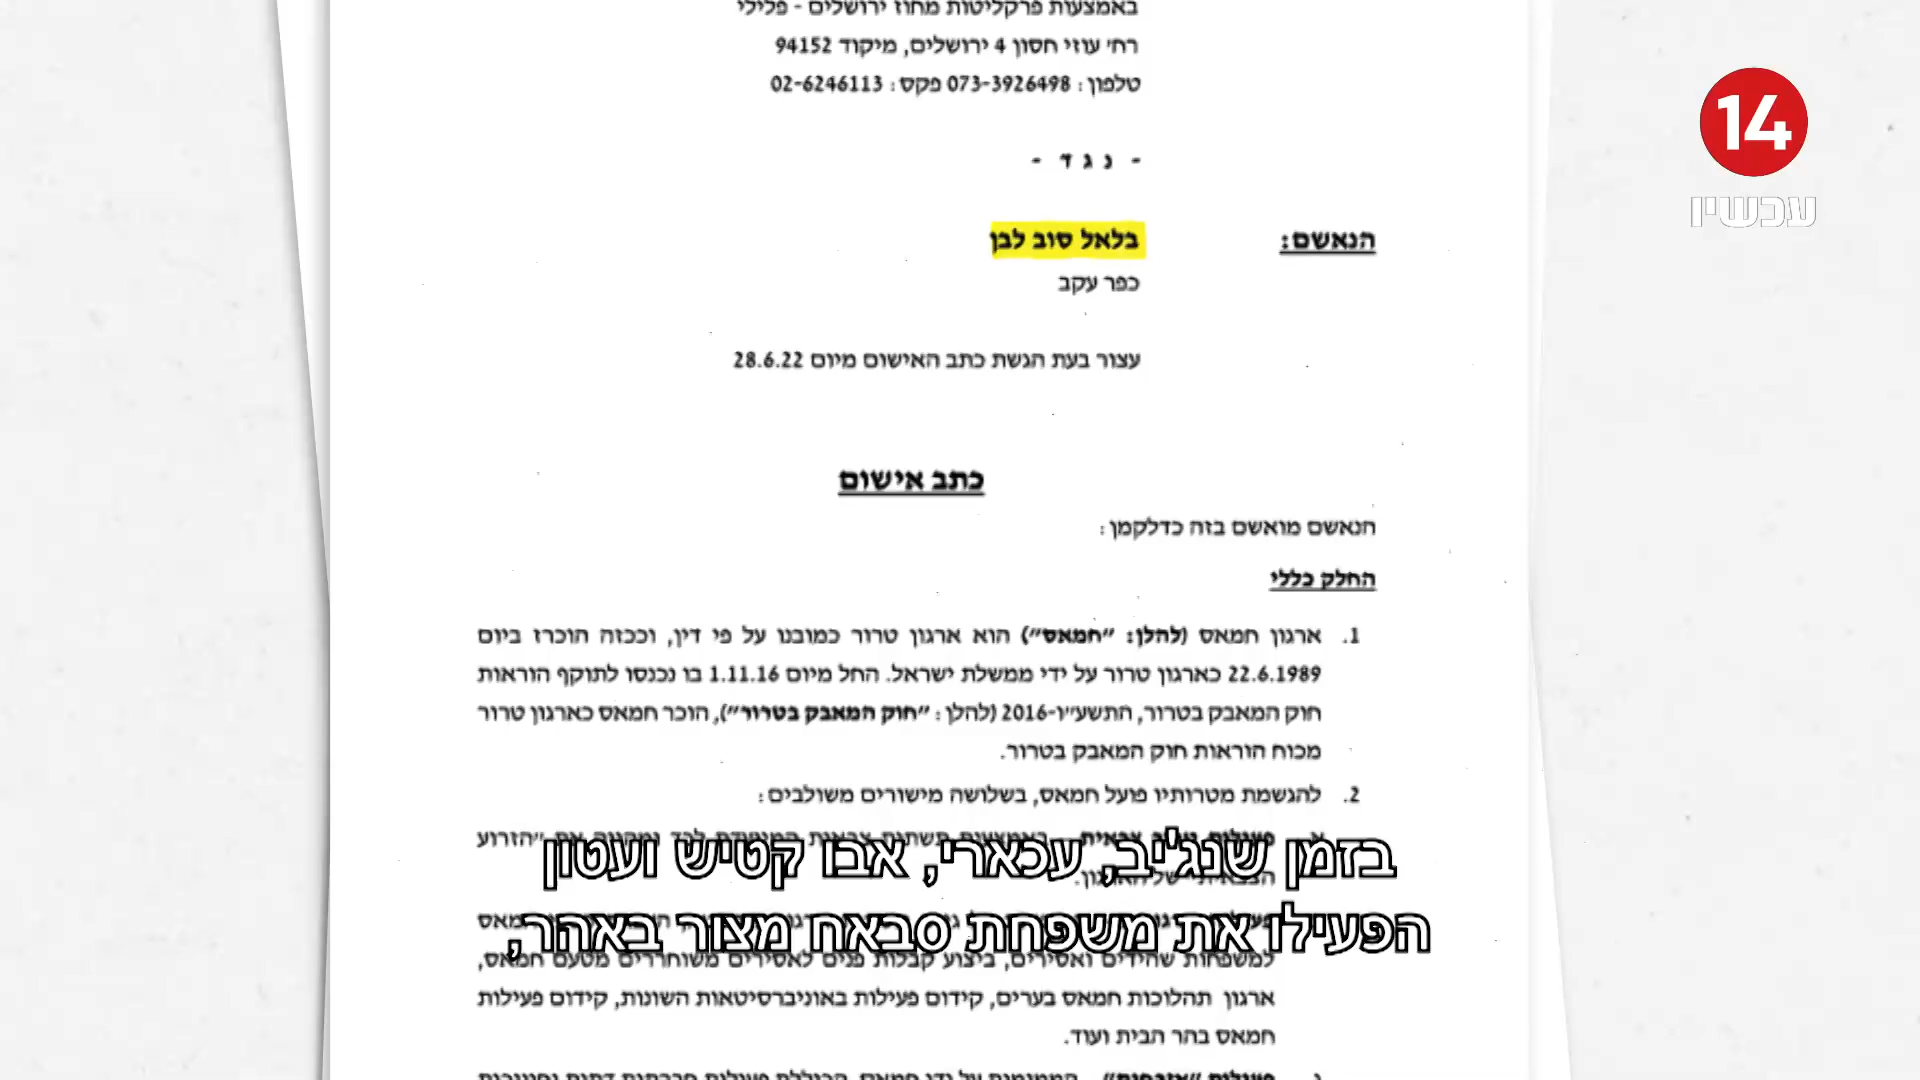 באמצעות פרקליטות מחוז ירושלים - פלילי
רח׳ עוזי חסון 4 ירושלים, מיקוד 94152
טלפון: 073-3926498 פקס: 02-6246113
- נ ג ד -
הנאשם: בלאל סוב לבן
כפר עקב
עצור בעת הגשת כתב האישום מיום 28.6.22
כתב אישום
הנאשם מואשם בזה כדלקמן:
החלק כללי
1. ארגון חמאס (להלן: "חמאס") הוא ארגון טרור כמובנו על פי דין, וככזה הוכרז ביום
22.6.1989 כארגון טרור על ידי ממשלת ישראל. החל מיום 1.11.16 בו נכנסו לתוקף הוראות
חוק המאבק בטרור, התשע״ו-2016 (להלן: "חוק המאבק בטרור"), הוכר חמאס כארגון טרור
מכוח הוראות חוק המאבק בטרור.
2. להגשמת מטרותיו פועל חמאס, בשלושה מישורים משולבים:
הצבאית" של הארגון.
למשפחות שהידים ואסירים, ביצוע קבלות פנים לאסירים משוחררים מטעם חמאס,
ארגון תהלוכות חמאס בערים, קידום פעילות באוניברסיטאות השונות, קידום פעילות
חמאס בהר הבית ועוד.
בזמן שנג'יב, עכארי, אבו קטיש ועטון
הפעילו את משפחת סבאח מצור באהר,
14
עכשיו